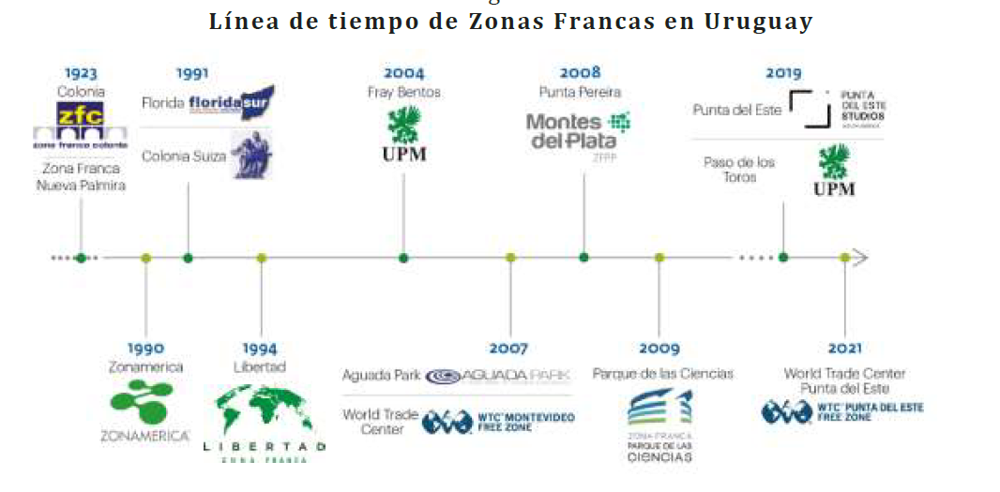 Línea de tiempo de Zonas Francas en Uruguay
1923
Colonia
zfc
zona franca colonia
Zona Franca
Nueva Palmira
1991
Florida floridasur
Colonia Suiza
2004
Fray Bentos
UPM
2008
Punta Pereira
Montes
del Plata
ZFPP
2019
Punta del Este
PUNTA
DEL ESTE
STUDIOS
Paso de los
Toros
UPM
1990
Zonamerica
ZONAMERICA
1994
Libertad
LIBERTAD
ZONA FRANCA
2007
Aguada Park AGUADA PARK
World Trade
Center
WTC MONTEVIDEO
FREE ZONE
2009
Parque de las Ciencias
ZONA FRANCA
PARQUE DE LAS
CIENCIAS
2021
World Trade Center
Punta del Este
WTC PUNTA DEL ESTE
FREE ZONE